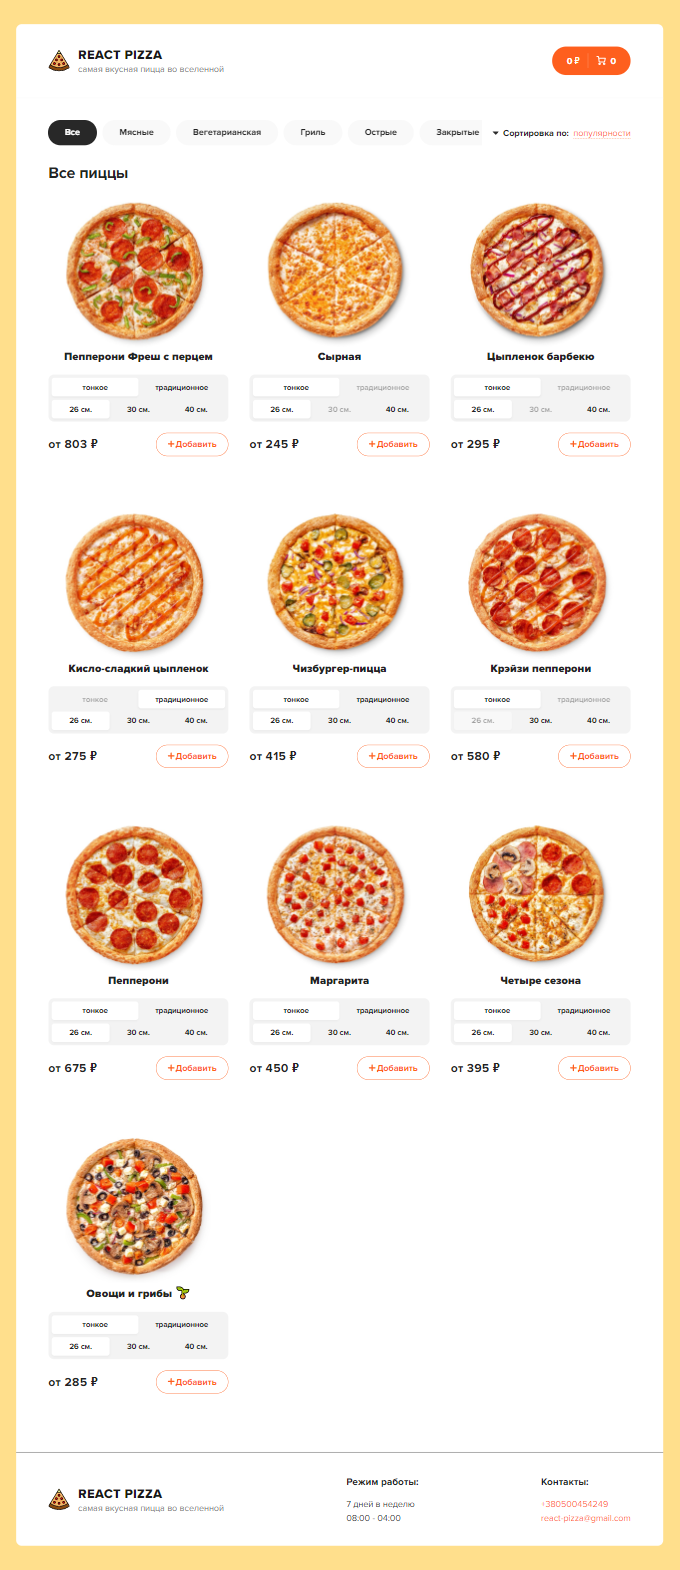 REACT PIZZA
самая вкусная пицца во вселенной
0 ₽ 0
Все Мясные Вегетарианская Гриль Острые Закрытые Сортировка по: популярности
Все пиццы
Пепперони Фреш с перцем
тонкое традиционное
26 см. 30 см. 40 см.
от 803 ₽ +Добавить
Сырная
тонкое традиционное
26 см. 30 см. 40 см.
от 245 ₽ +Добавить
Цыпленок барбекю
тонкое традиционное
26 см. 30 см. 40 см.
от 295 ₽ +Добавить
Кисло-сладкий цыпленок
тонкое традиционное
26 см. 30 см. 40 см.
от 275 ₽ +Добавить
Чизбургер-пицца
тонкое традиционное
26 см. 30 см. 40 см.
от 415 ₽ +Добавить
Крэйзи пепперони
тонкое традиционное
26 см. 30 см. 40 см.
от 580 ₽ +Добавить
Пепперони
тонкое традиционное
26 см. 30 см. 40 см.
от 675 ₽ +Добавить
Маргарита
тонкое традиционное
26 см. 30 см. 40 см.
от 450 ₽ +Добавить
Четыре сезона
тонкое традиционное
26 см. 30 см. 40 см.
от 395 ₽ +Добавить
Овощи и грибы 🌱
тонкое традиционное
26 см. 30 см. 40 см.
от 285 ₽ +Добавить
REACT PIZZA
самая вкусная пицца во вселенной
Режим работы:
7 дней в неделю
08:00 - 04:00
Контакты:
+380500454249
react-pizza@gmail.com